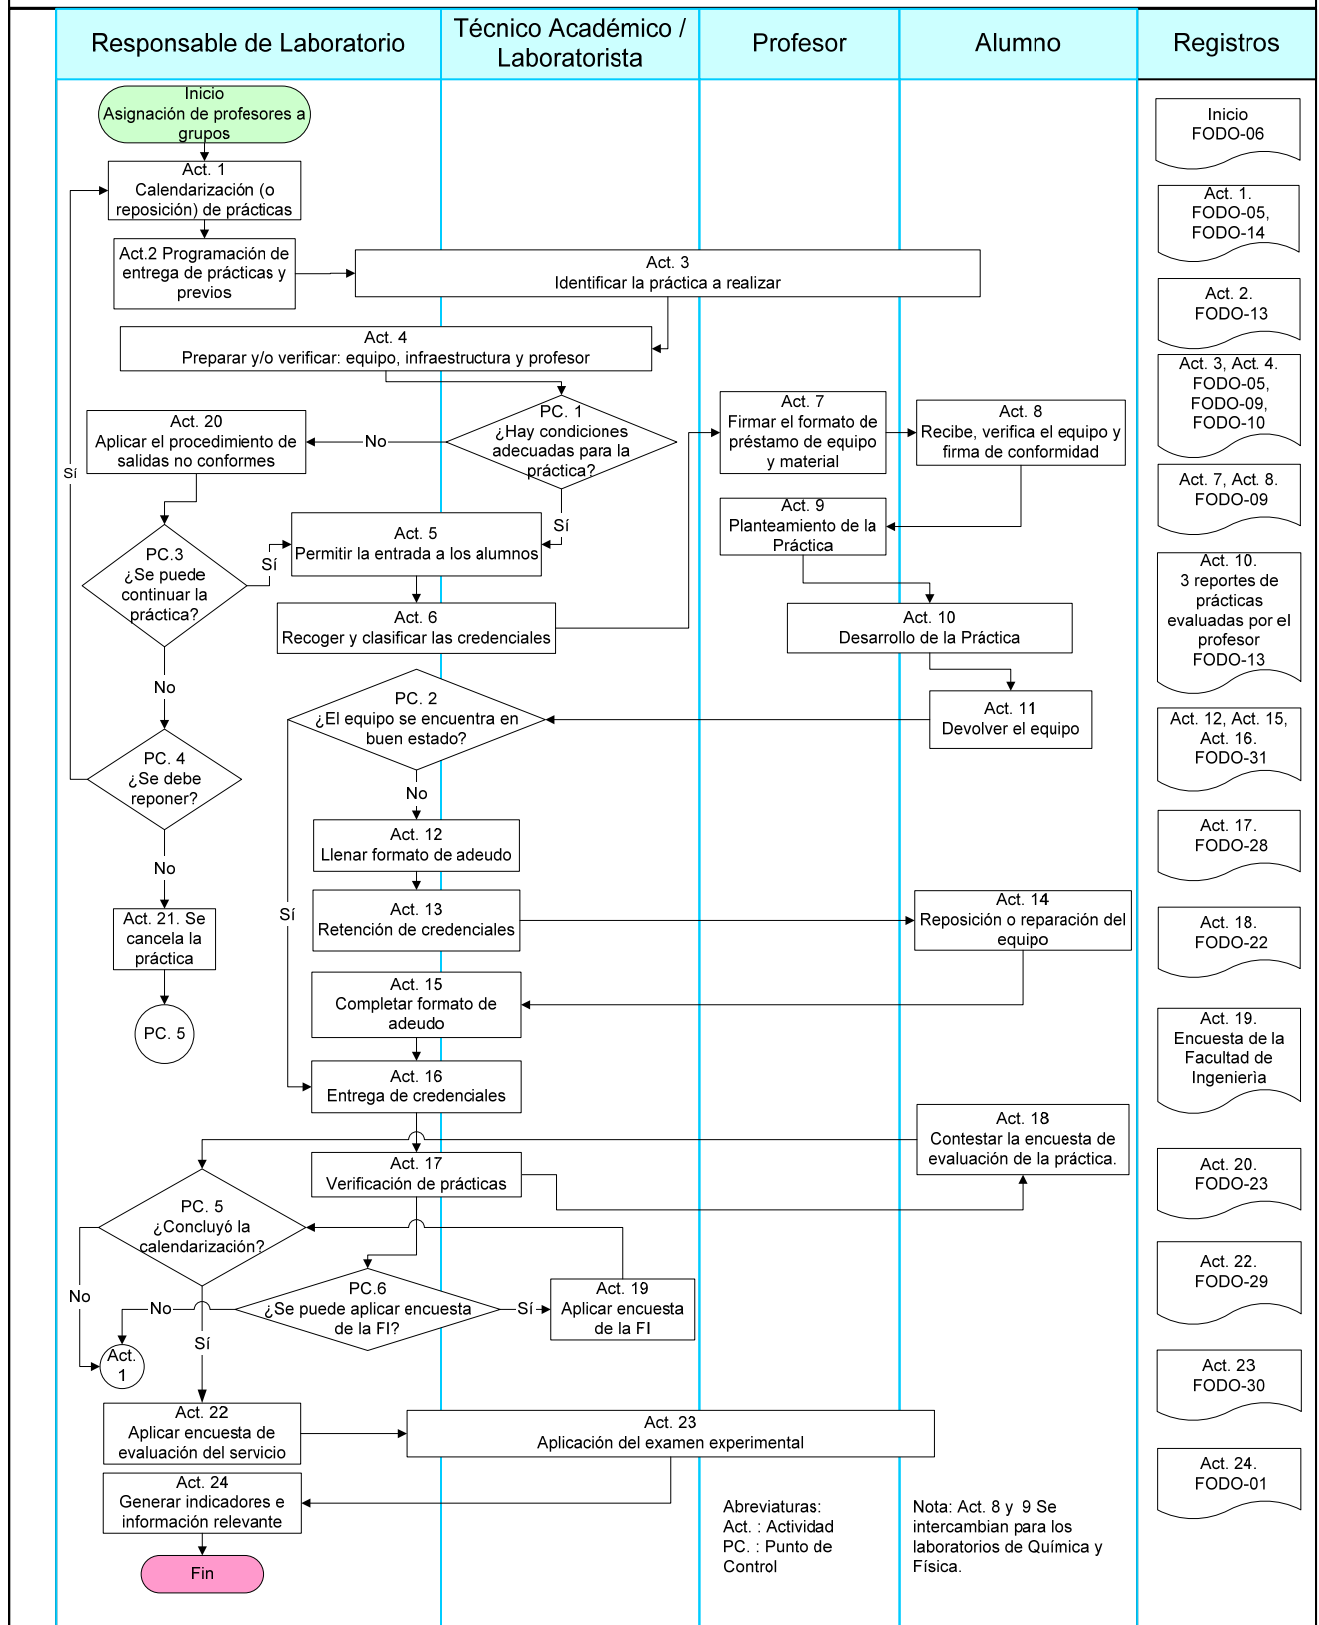 Responsable de Laboratorio
Técnico Académico /
Laboratorista
Profesor
Alumno
Registros
Inicio
Asignación de profesores a
grupos
Act. 1
Calendarización (o
reposición) de prácticas
Act.2 Programación de
entrega de prácticas y
previos
Act. 3
Identificar la práctica a realizar
Act. 4
Preparar y/o verificar: equipo, infraestructura y profesor
PC. 1
¿Hay condiciones
adecuadas para la
práctica?
No
Sí
Act. 20
Aplicar el procedimiento de
salidas no conformes
Sí
PC.3
¿Se puede
continuar la
práctica?
Sí
No
Act. 5
Permitir la entrada a los alumnos
Act. 6
Recoger y clasificar las credenciales
Act. 7
Firmar el formato de
préstamo de equipo
y material
Act. 8
Recibe, verifica el equipo y
firma de conformidad
Act. 9
Planteamiento de la
Práctica
Act. 10
Desarrollo de la Práctica
Act. 11
Devolver el equipo
PC. 2
¿El equipo se encuentra en
buen estado?
No
Sí
PC. 4
¿Se debe
reponer?
No
Act. 21. Se
cancela la
práctica
PC. 5
Act. 12
Llenar formato de adeudo
Act. 13
Retención de credenciales
Act. 14
Reposición o reparación del
equipo
Act. 15
Completar formato de
adeudo
Act. 16
Entrega de credenciales
Act. 17
Verificación de prácticas
Act. 18
Contestar la encuesta de
evaluación de la práctica.
PC. 5
¿Concluyó la
calendarización?
No
Sí
PC.6
¿Se puede aplicar encuesta
de la FI?
No
Sí
Act. 19
Aplicar encuesta
de la FI
Act.
1
Act. 22
Aplicar encuesta de
evaluación del servicio
Act. 23
Aplicación del examen experimental
Act. 24
Generar indicadores e
información relevante
Fin
Abreviaturas:
Act. : Actividad
PC. : Punto de
Control
Nota: Act. 8 y  9 Se
intercambian para los
laboratorios de Química y
Física.
Inicio
FODO-06
Act. 1.
FODO-05,
FODO-14
Act. 2.
FODO-13
Act. 3, Act. 4.
FODO-05,
FODO-09,
FODO-10
Act. 7, Act. 8.
FODO-09
Act. 10.
3 reportes de
prácticas
evaluadas por el
profesor
FODO-13
Act. 12, Act. 15,
Act. 16.
FODO-31
Act. 17.
FODO-28
Act. 18.
FODO-22
Act. 19.
Encuesta de la
Facultad de
Ingenierìa
Act. 20.
FODO-23
Act. 22.
FODO-29
Act. 23
FODO-30
Act. 24.
FODO-01